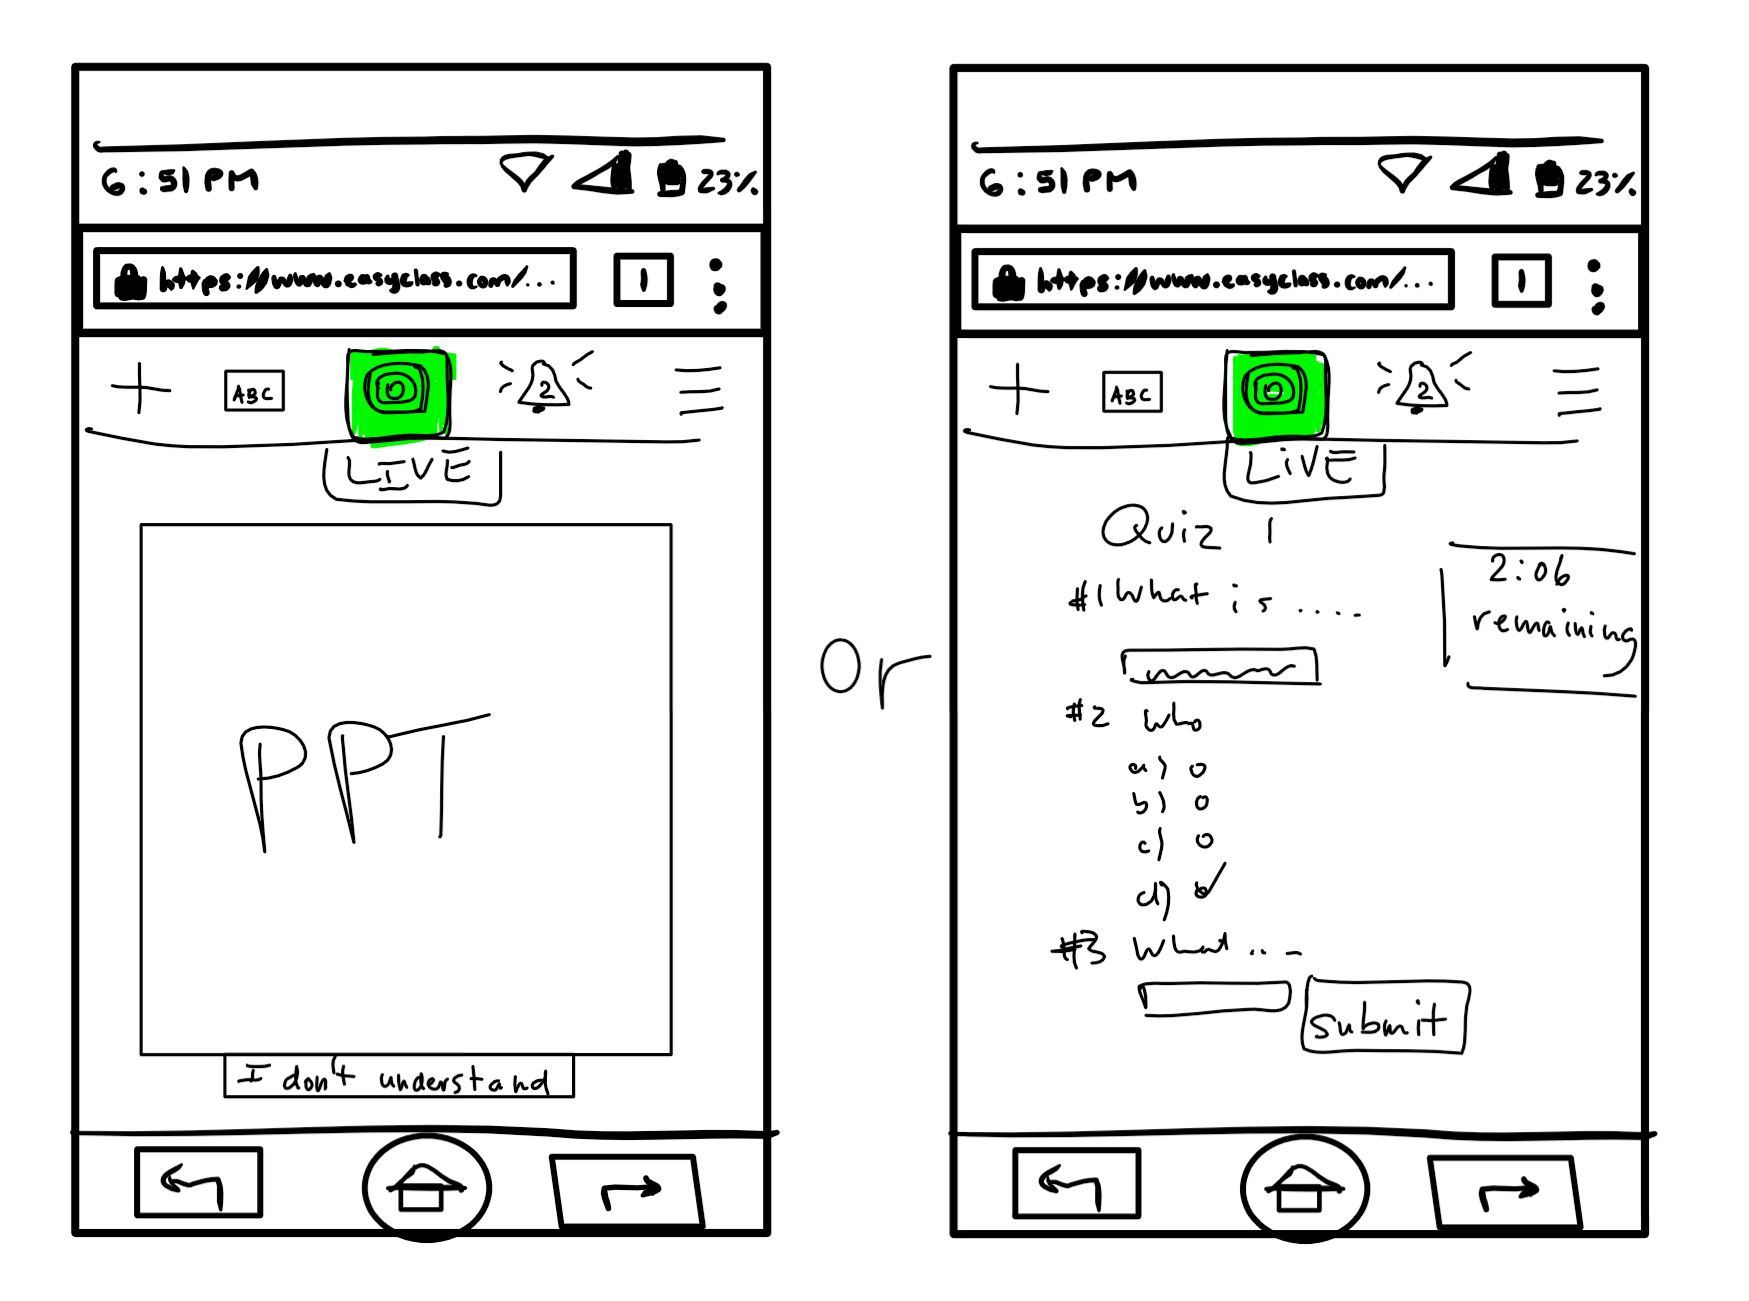 6:51 PM 23%
https://www.easyclass.com/... 1
ABC 2
LIVE
PPT
I don't understand
Or
6:51 PM 23%
https://www.easyclass.com/... 1
ABC 2
LiVE
Quiz 1
2:06
remaining
#1 What is ....
#2 Who
a) o
b) o
c) o
d)
#3 What ...
submit